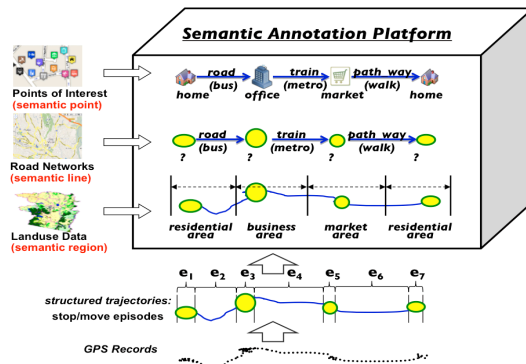 Semantic Annotation Platform
Points of Interest
(semantic point)
road train path way
(bus) (metro) (walk)
home office market home
Road Networks
(semantic line)
road train path way
(bus) (metro) (walk)
? ? ? ?
Landuse Data
(semantic region)
residential business market residential
area area area area
e1 e2 e3 e4 e5 e6 e7
structured trajectories:
stop/move episodes
GPS Records